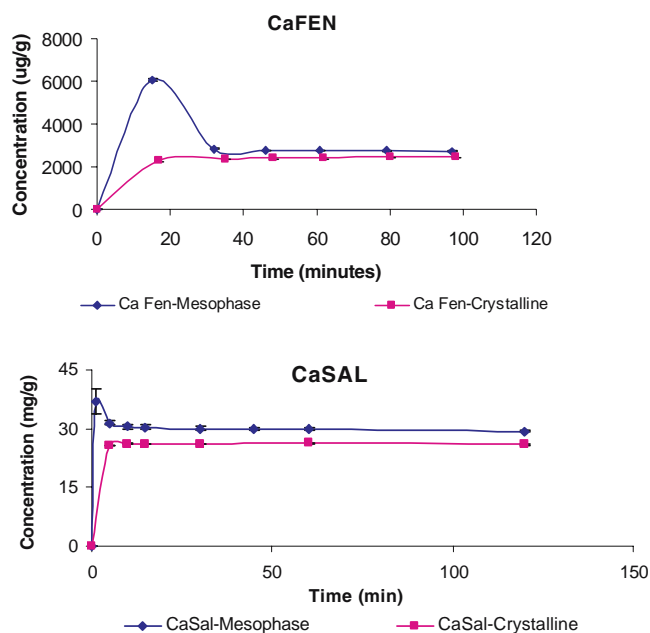 CaFEN
Concentration (ug/g)
8000
6000
4000
2000
0
0 20 40 60 80 100 120
Time (minutes)
Ca Fen-Mesophase Ca Fen-Crystalline
CaSAL
Concentration (mg/g)
45
30
15
0
0 50 100 150
Time (min)
CaSal-Mesophase CaSal-Crystalline